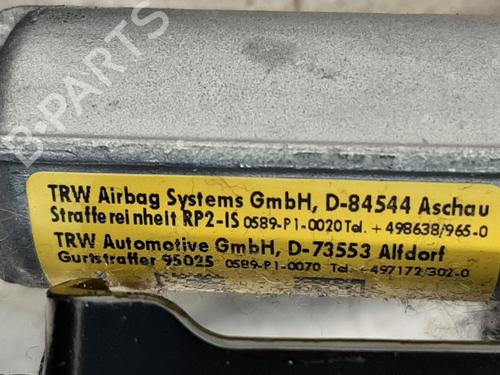 B-PARTS
TRW Airbag Systems GmbH, D-84544 Aschau
Straffereinheit RP2-IS 0589-P1-0020 Tel. + 498638/965-0
TRW Automotive GmbH, D-73553 Alfdorf
Gurtstraffer 95025 0589-P1-0070 Tel. +497172/302-0